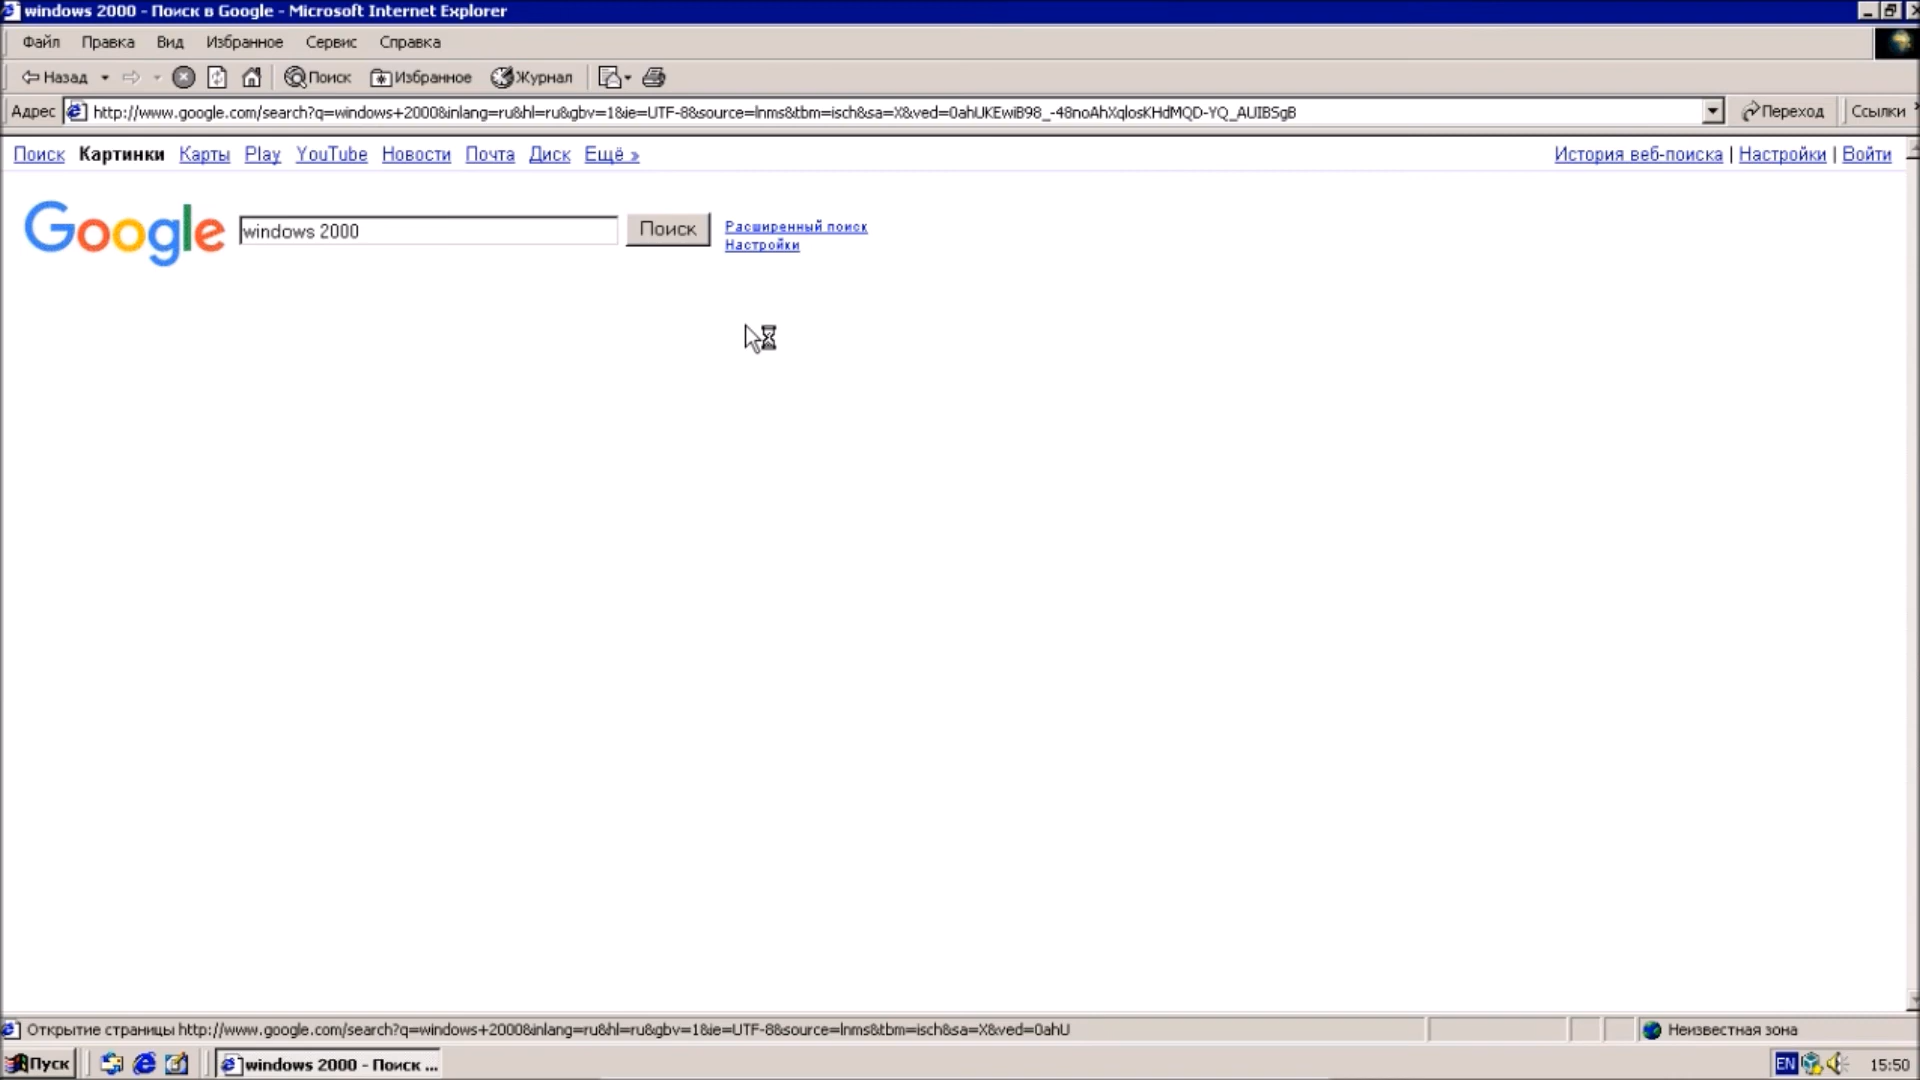 windows 2000 - Поиск в Google - Microsoft Internet Explorer
Файл Правка Вид Избранное Сервис Справка
Назад Поиск Избранное Журнал
Адрес http://www.google.com/search?q=windows+2000&inlang=ru&hl=ru&gbv=1&ie=UTF-8&source=lnms&tbm=isch&sa=X&ved=0ahUKEwiB98_-48noAhXqlosKHdMQD-YQ_AUIBSgB Переход Ссылки
Поиск Картинки Карты Play YouTube Новости Почта Диск Ещё » История веб-поиска | Настройки | Войти
Google windows 2000 Поиск Расширенный поиск
Настройки
Открытие страницы http://www.google.com/search?q=windows+2000&inlang=ru&hl=ru&gbv=1&ie=UTF-8&source=lnms&tbm=isch&sa=X&ved=0ahU Неизвестная зона
Пуск windows 2000 - Поиск ... EN 15:50